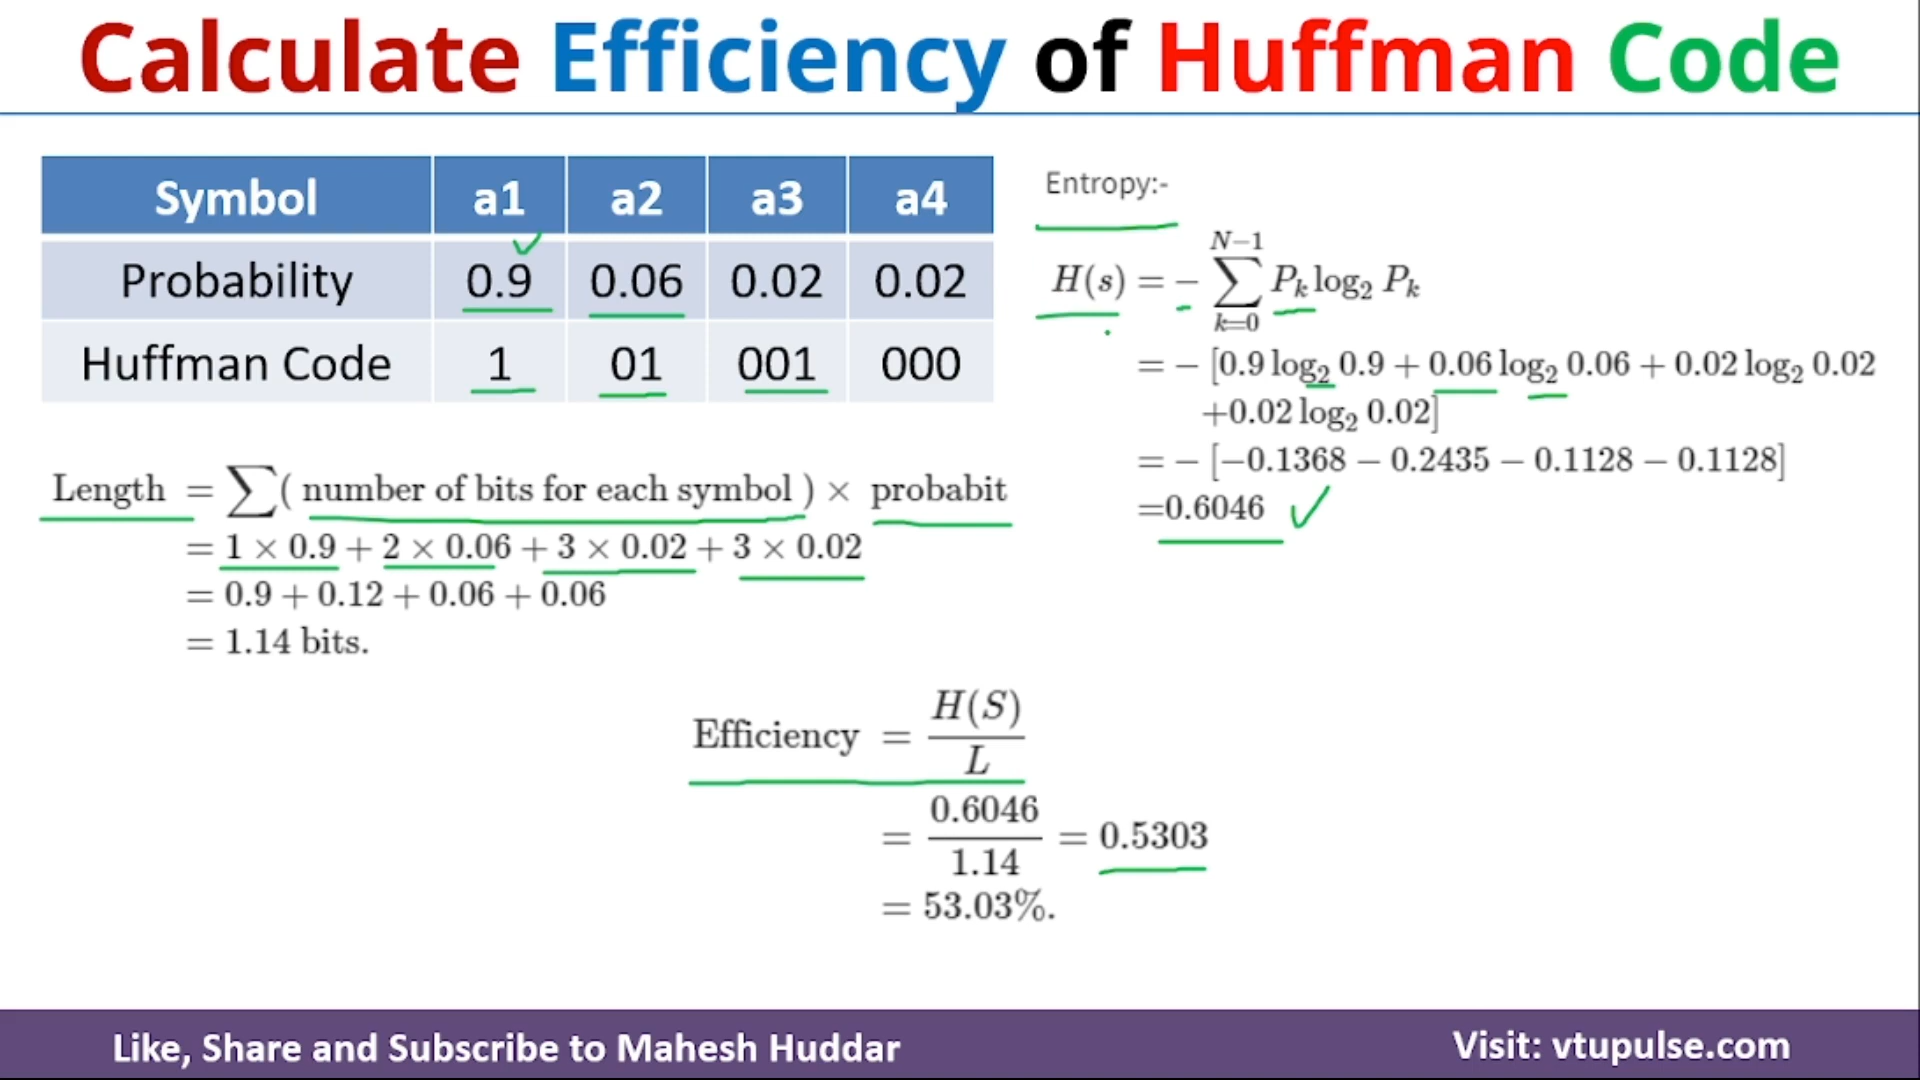 Calculate Efficiency of Huffman Code
Symbol a1 a2 a3 a4
Probability 0.9 0.06 0.02 0.02
Huffman Code 1 01 001 000
Length = ∑( number of bits for each symbol ) × probabit
= 1 × 0.9 + 2 × 0.06 + 3 × 0.02 + 3 × 0.02
= 0.9 + 0.12 + 0.06 + 0.06
= 1.14 bits.
Entropy:-
N−1
H(s) = − ∑ Pₖ log₂ Pₖ
k=0
= − [0.9 log₂ 0.9 + 0.06 log₂ 0.06 + 0.02 log₂ 0.02
+0.02 log₂ 0.02]
= − [−0.1368 − 0.2435 − 0.1128 − 0.1128]
=0.6046
Efficiency = H(S) / L
= 0.6046 / 1.14 = 0.5303
= 53.03%.
Like, Share and Subscribe to Mahesh Huddar
Visit: vtupulse.com